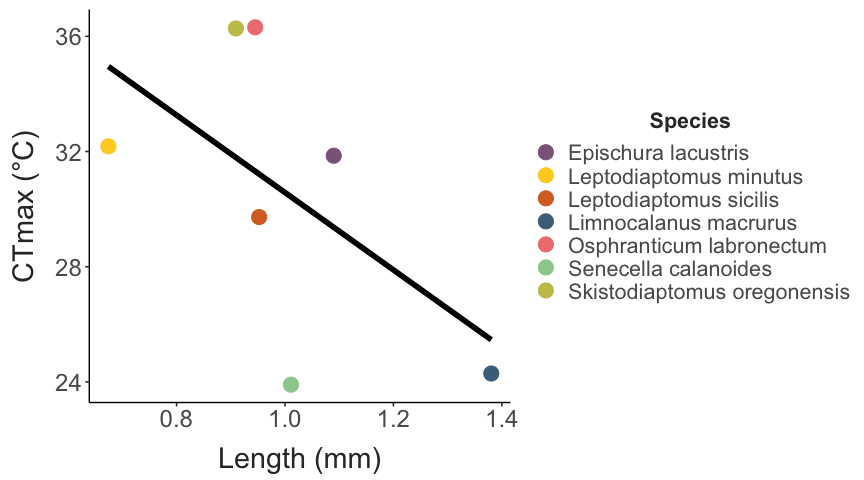 36
32
28
24
CTmax (°C)
0.8
1.0
1.2
1.4
Length (mm)
Species
Epischura lacustris
Leptodiaptomus minutus
Leptodiaptomus sicilis
Limnocalanus macrurus
Osphranticum labronectum
Senecella calanoides
Skistodiaptomus oregonensis